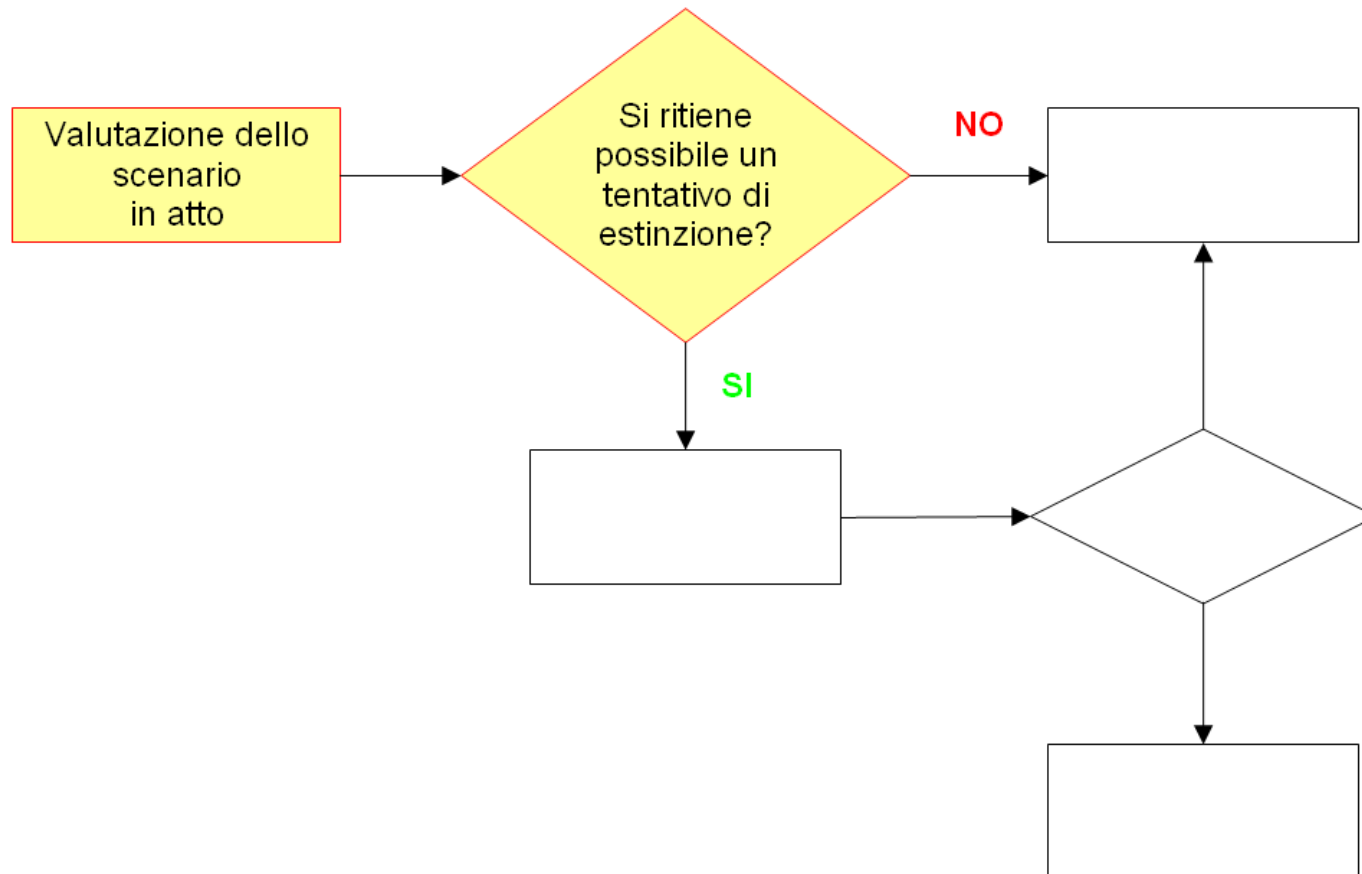 Valutazione dello
scenario
in atto
Si ritiene
possibile un
tentativo di
estinzione?
NO
SI